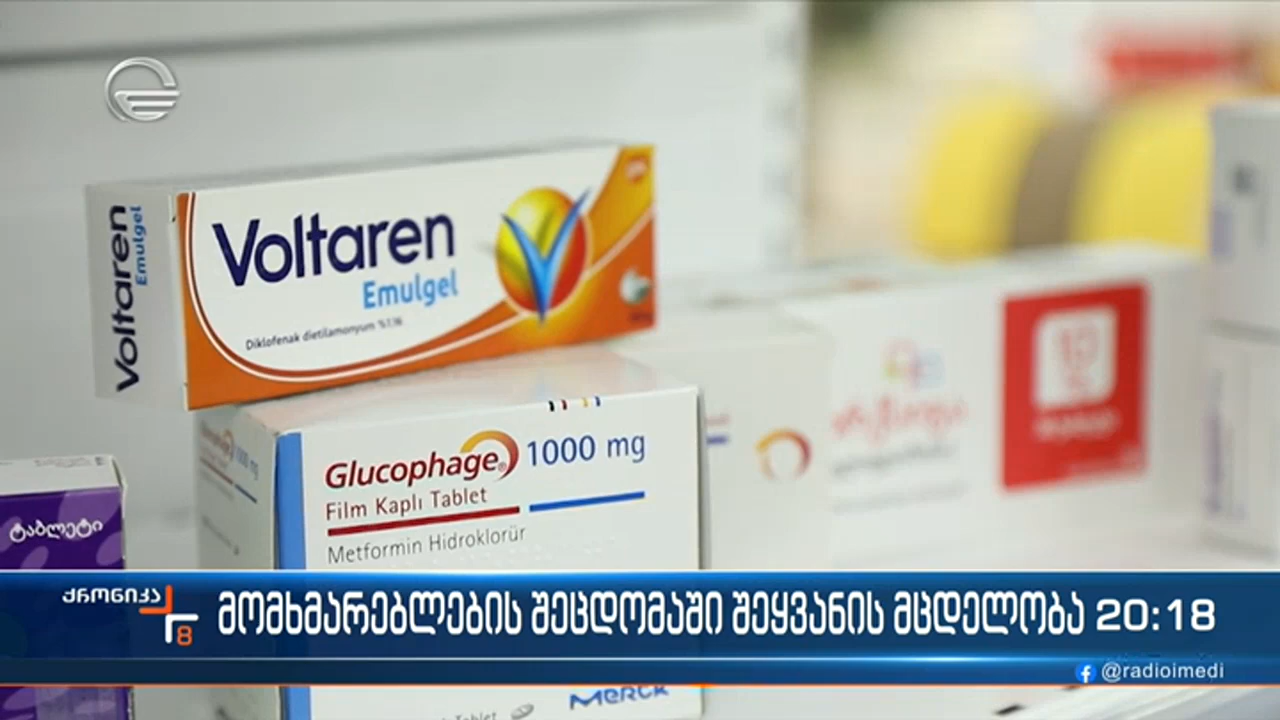 Voltaren
Emulgel
Voltaren
Emulgel
Diklofenak dietilamonyum %1.16
Glucophage® 1000 mg
Film Kaplı Tablet
Metformin Hidroklorür
ტაბლეტი
ქრონიკა
8
მომხმარებლების შეცდომაში შეყვანის მცდელობა 20:18
@radioimedi
Tablet
MERCK